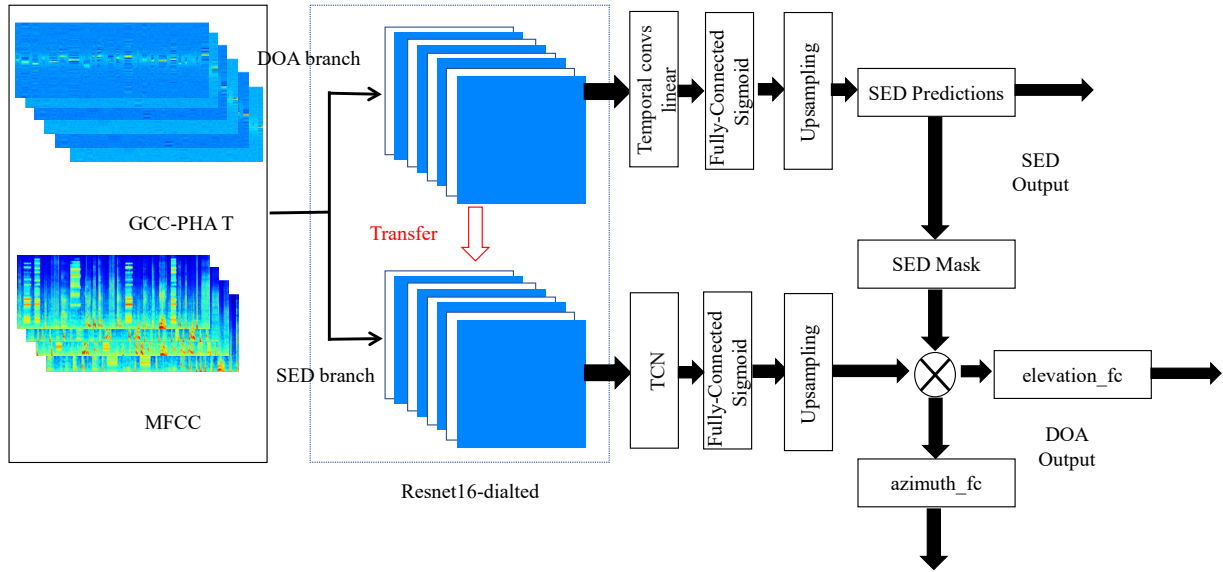 DOA branch
GCC-PHA T
MFCC
Transfer
SED branch
Resnet16-dialted
Temporal convs
linear
Fully-Connected
Sigmoid
Upsampling
SED Predictions
SED
Output
SED Mask
TCN
Fully-Connected
Sigmoid
Upsampling
elevation_fc
DOA
Output
azimuth_fc